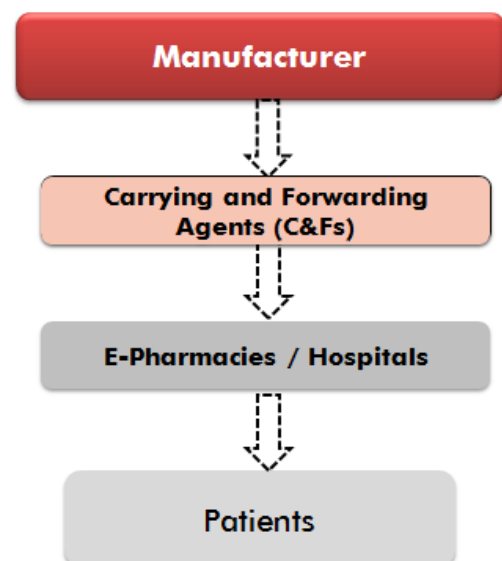 Manufacturer
Carrying and Forwarding
Agents (C&Fs)
E-Pharmacies / Hospitals
Patients